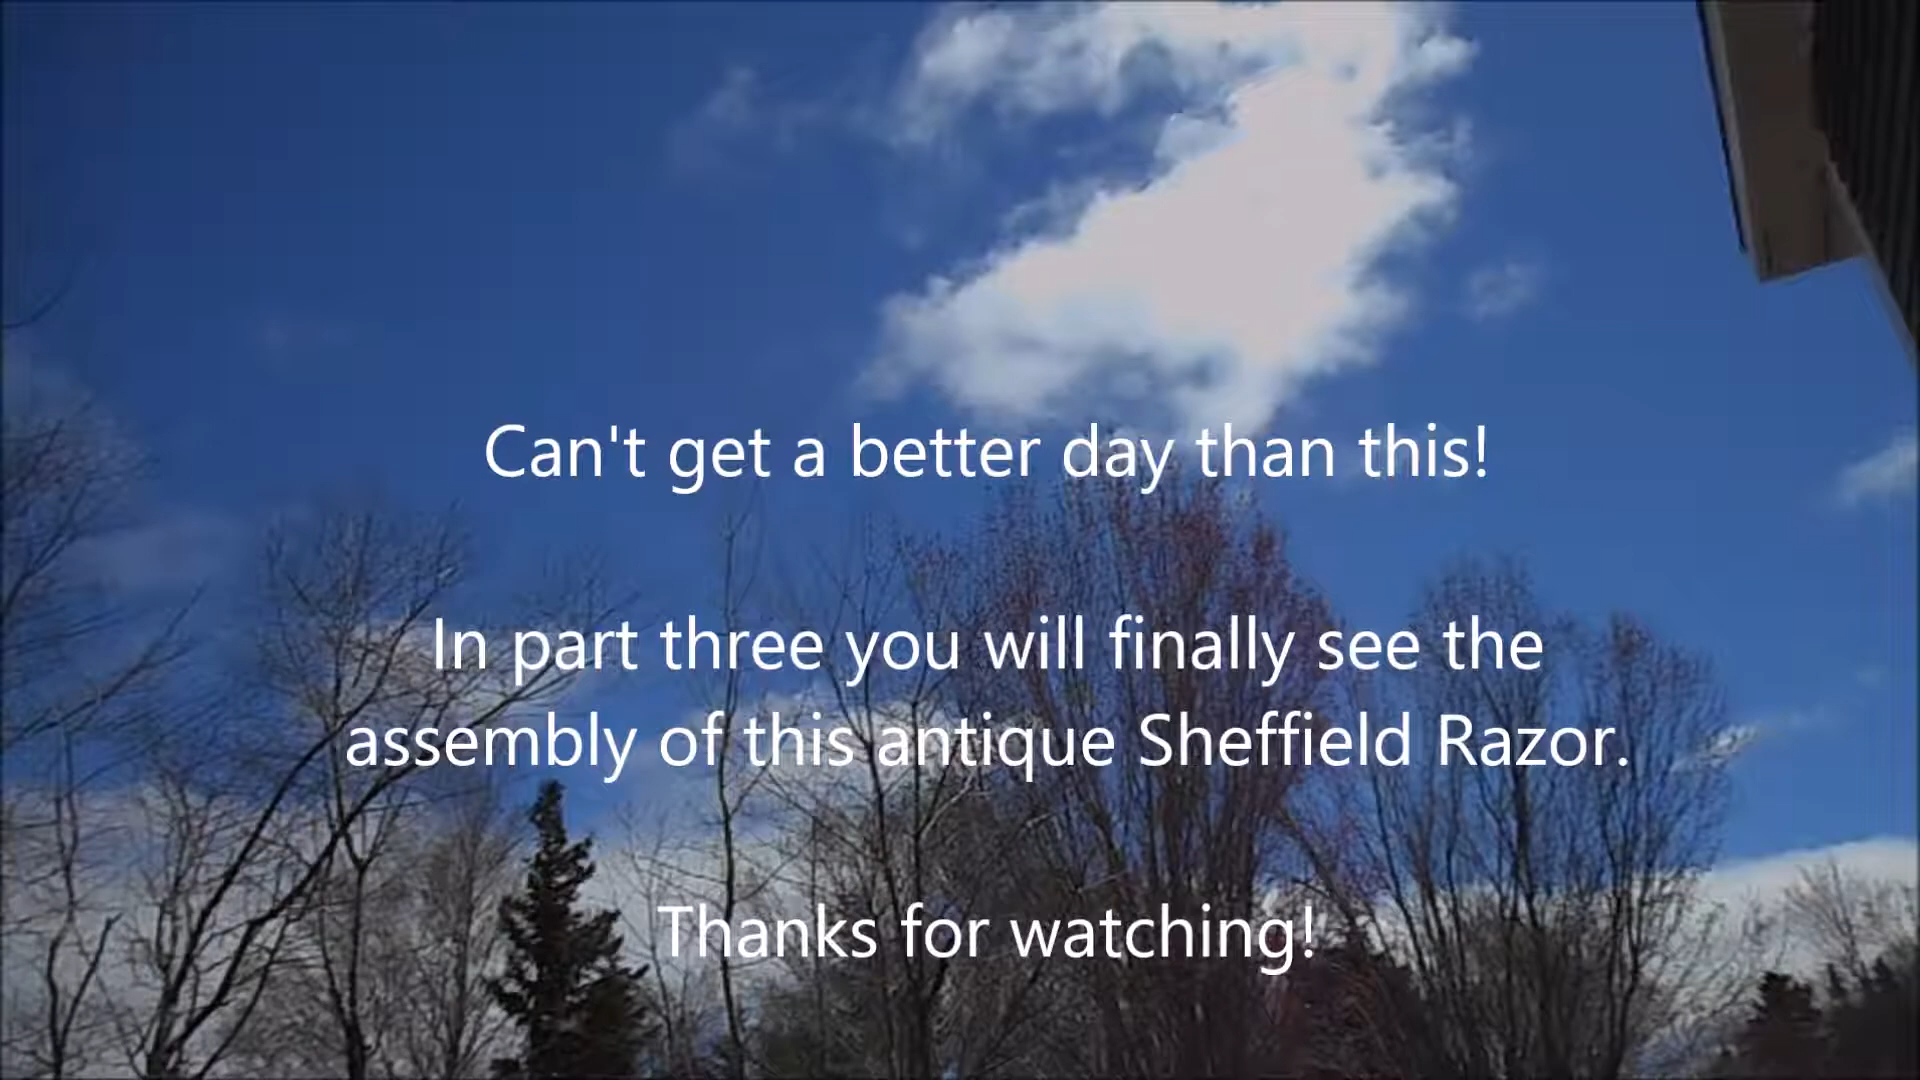 Can't get a better day than this!
In part three you will finally see the
assembly of this antique Sheffield Razor.
Thanks for watching!